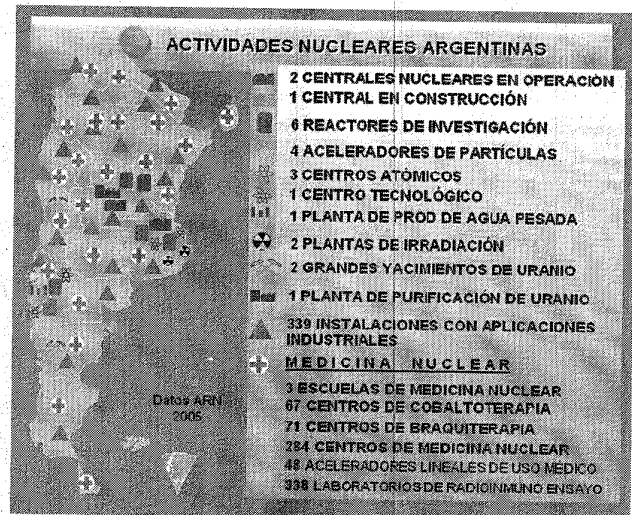 ACTIVIDADES NUCLEARES ARGENTINAS
2 CENTRALES NUCLEARES EN OPERACIÓN
1 CENTRAL EN CONSTRUCCIÓN
6 REACTORES DE INVESTIGACIÓN
4 ACELERADORES DE PARTÍCULAS
3 CENTROS ATÓMICOS
1 CENTRO TECNOLÓGICO
1 PLANTA DE PROD DE AGUA PESADA
2 PLANTAS DE IRRADIACIÓN
2 GRANDES YACIMIENTOS DE URANIO
1 PLANTA DE PURIFICACIÓN DE URANIO
339 INSTALACIONES CON APLICACIONES
INDUSTRIALES
MEDICINA NUCLEAR
3 ESCUELAS DE MEDICINA NUCLEAR
67 CENTROS DE COBALTOTERAPIA
71 CENTROS DE BRAQUITERAPIA
284 CENTROS DE MEDICINA NUCLEAR
48 ACELERADORES LINEALES DE USO MÉDICO
338 LABORATORIOS DE RADIOINMUNO ENSAYO
Datos ARN
2005